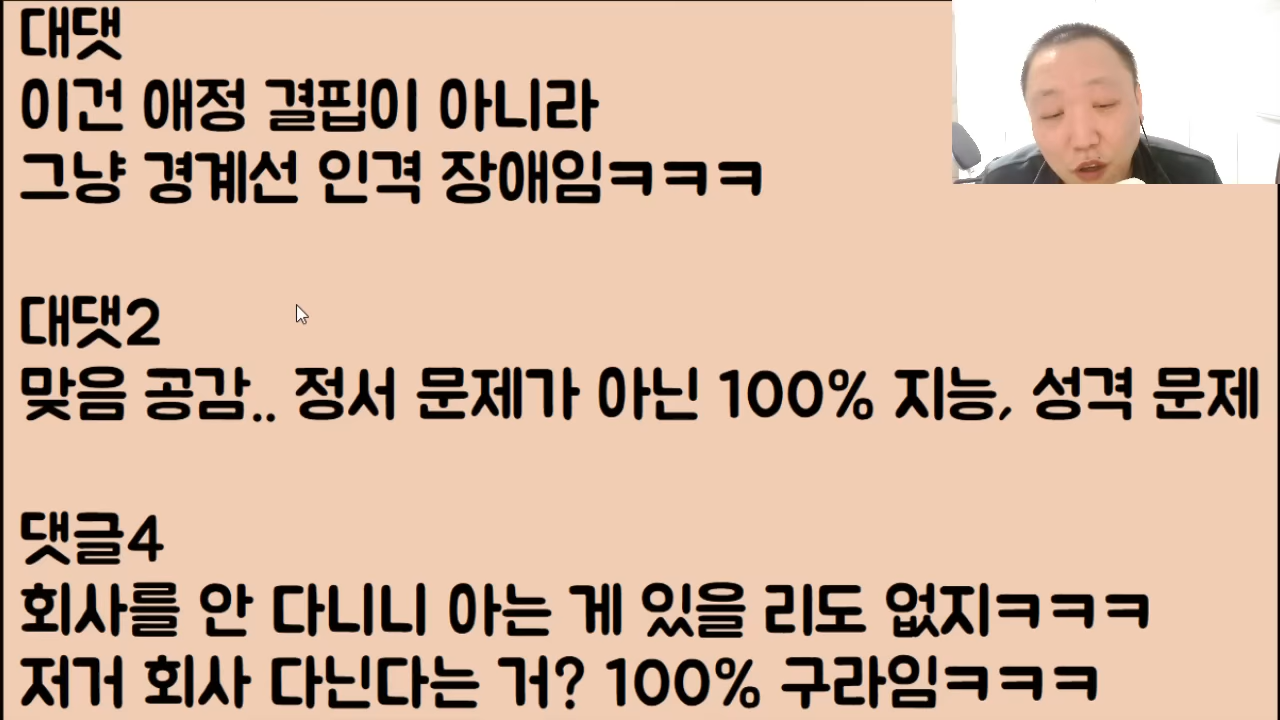 대댓
이건 애정 결핍이 아니라
그냥 경계선 인격 장애임ㅋㅋㅋ
대댓2
맞음 공감.. 정서 문제가 아닌 100% 지능, 성격 문제
댓글4
회사를 안 다니니 아는 게 있을 리도 없지ㅋㅋㅋ
저거 회사 다닌다는 거? 100% 구라임ㅋㅋㅋ